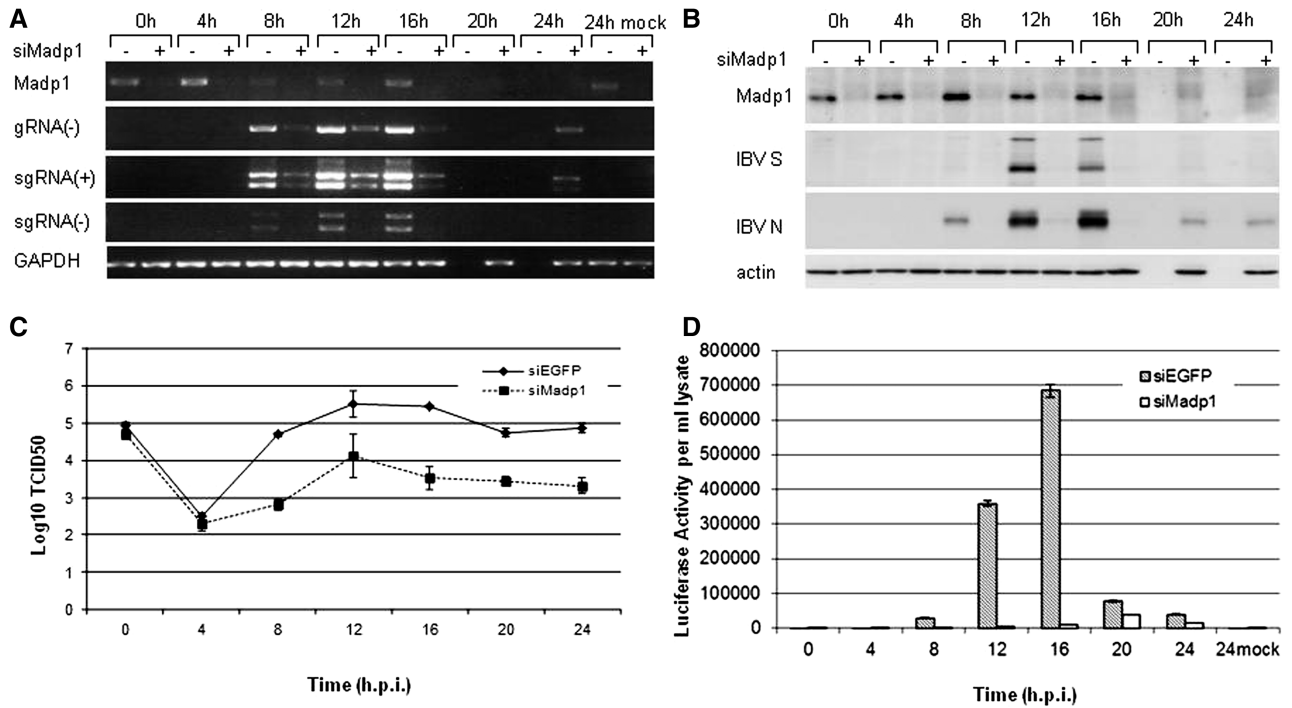 A
0h 4h 8h 12h 16h 20h 24h 24h mock
siMadp1 - + - + - + - + - + - + - + - +
Madp1
gRNA(-)
sgRNA(+)
sgRNA(-)
GAPDH
B
0h 4h 8h 12h 16h 20h 24h
siMadp1 - + - + - + - + - + - + - +
Madp1
IBV S
IBV N
actin
C
7
6
5
4
3
2
1
0
Log10 TCID50
siEGFP
siMadp1
0 4 8 12 16 20 24
Time (h.p.i.)
D
800000
700000
600000
500000
400000
300000
200000
100000
0
Luciferase Activity per ml lysate
siEGFP
siMadp1
0 4 8 12 16 20 24 24mock
Time (h.p.i.)